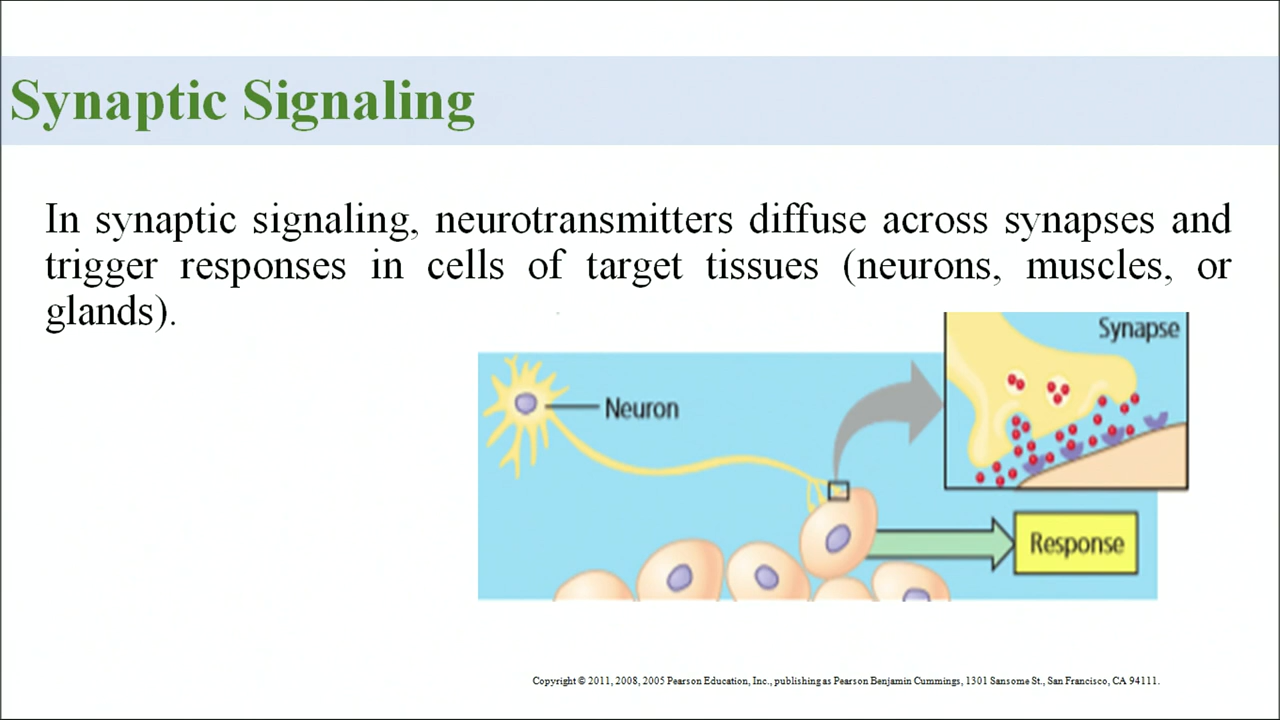 Synaptic Signaling
In synaptic signaling, neurotransmitters diffuse across synapses and
trigger responses in cells of target tissues (neurons, muscles, or
glands).
Synapse
Neuron
Response
Copyright © 2011, 2008, 2005 Pearson Education, Inc., publishing as Pearson Benjamin Cummings, 1301 Sansome St., San Francisco, CA 94111.